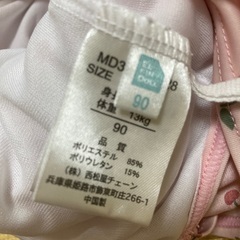 MD3
SIZE
身
90
体重 13kg
90
品質
ポリエステル 85%
ポリウレタン 15%
(株)西松屋チェーン
兵庫県姫路市飾東町庄266-1
中国製